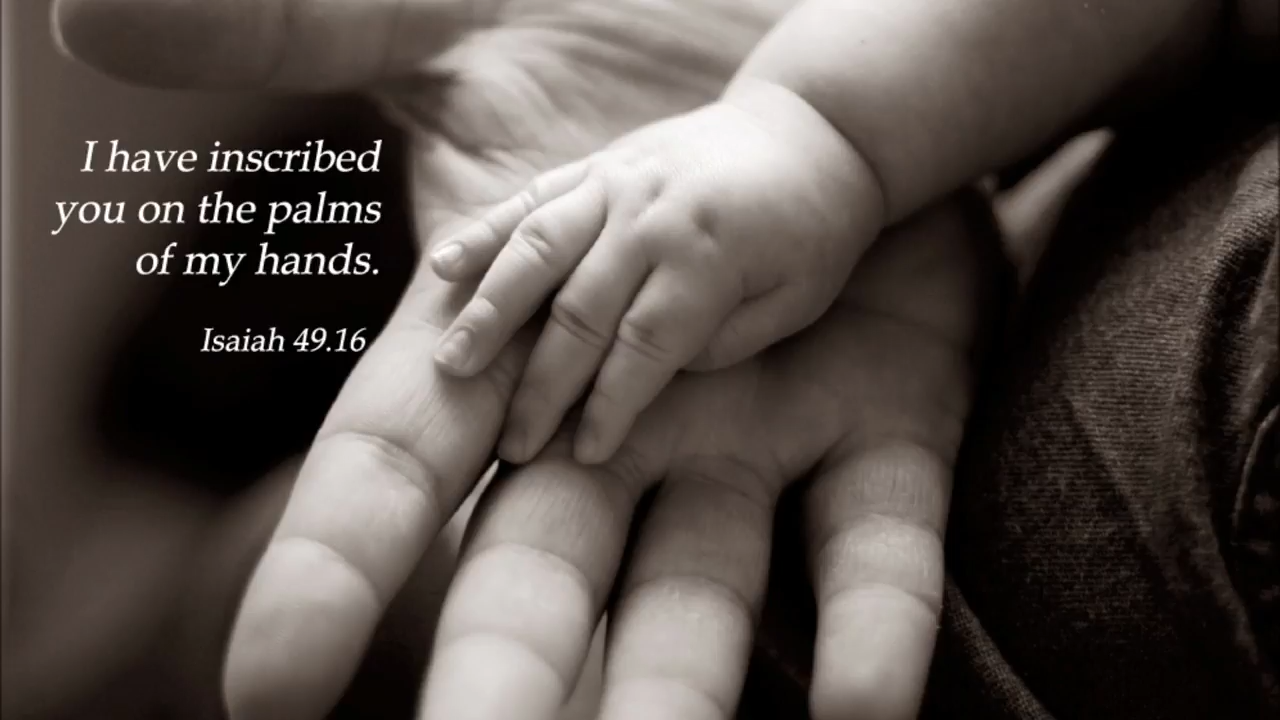 I have inscribed
you on the palms
of my hands.
Isaiah 49.16